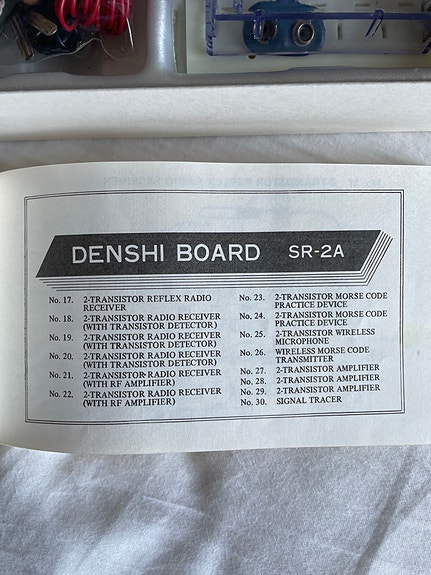 DENSHI BOARD SR-2A
No. 17. 2-TRANSISTOR REFLEX RADIO
RECEIVER
No. 18. 2-TRANSISTOR RADIO RECEIVER
(WITH TRANSISTOR DETECTOR)
No. 19. 2-TRANSISTOR RADIO RECEIVER
(WITH TRANSISTOR DETECTOR)
No. 20. 2-TRANSISTOR RADIO RECEIVER
(WITH TRANSISTOR DETECTOR)
No. 21. 2-TRANSISTOR RADIO RECEIVER
(WITH RF AMPLIFIER)
No. 22. 2-TRANSISTOR RADIO RECEIVER
(WITH RF AMPLIFIER)
No. 23. 2-TRANSISTOR MORSE CODE
PRACTICE DEVICE
No. 24. 2-TRANSISTOR MORSE CODE
PRACTICE DEVICE
No. 25. 2-TRANSISTOR WIRELESS
MICROPHONE
No. 26. WIRELESS MORSE CODE
TRANSMITTER
No. 27. 2-TRANSISTOR AMPLIFIER
No. 28. 2-TRANSISTOR AMPLIFIER
No. 29. 2-TRANSISTOR AMPLIFIER
No. 30. SIGNAL TRACER